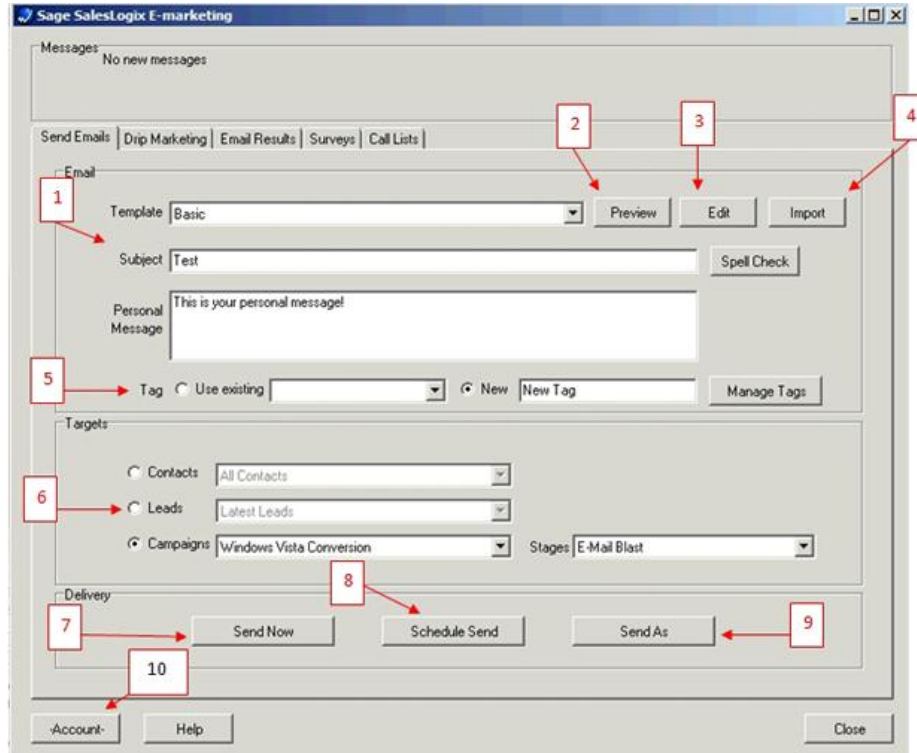 Sage SalesLogix E-marketing
Messages
No new messages
2
3
4
Send Emails Drip Marketing Email Results Surveys Call Lists
Email
1
Template Basic Preview Edit Import
Subject Test Spell Check
Personal Message This is your personal message!
5
Tag Use existing New New Tag Manage Tags
Targets
Contacts All Contacts
6
Leads Latest Leads
Campaigns Windows Vista Conversion Stages E-Mail Blast
8
Delivery
7
Send Now Schedule Send Send As
9
10
-Account- Help Close